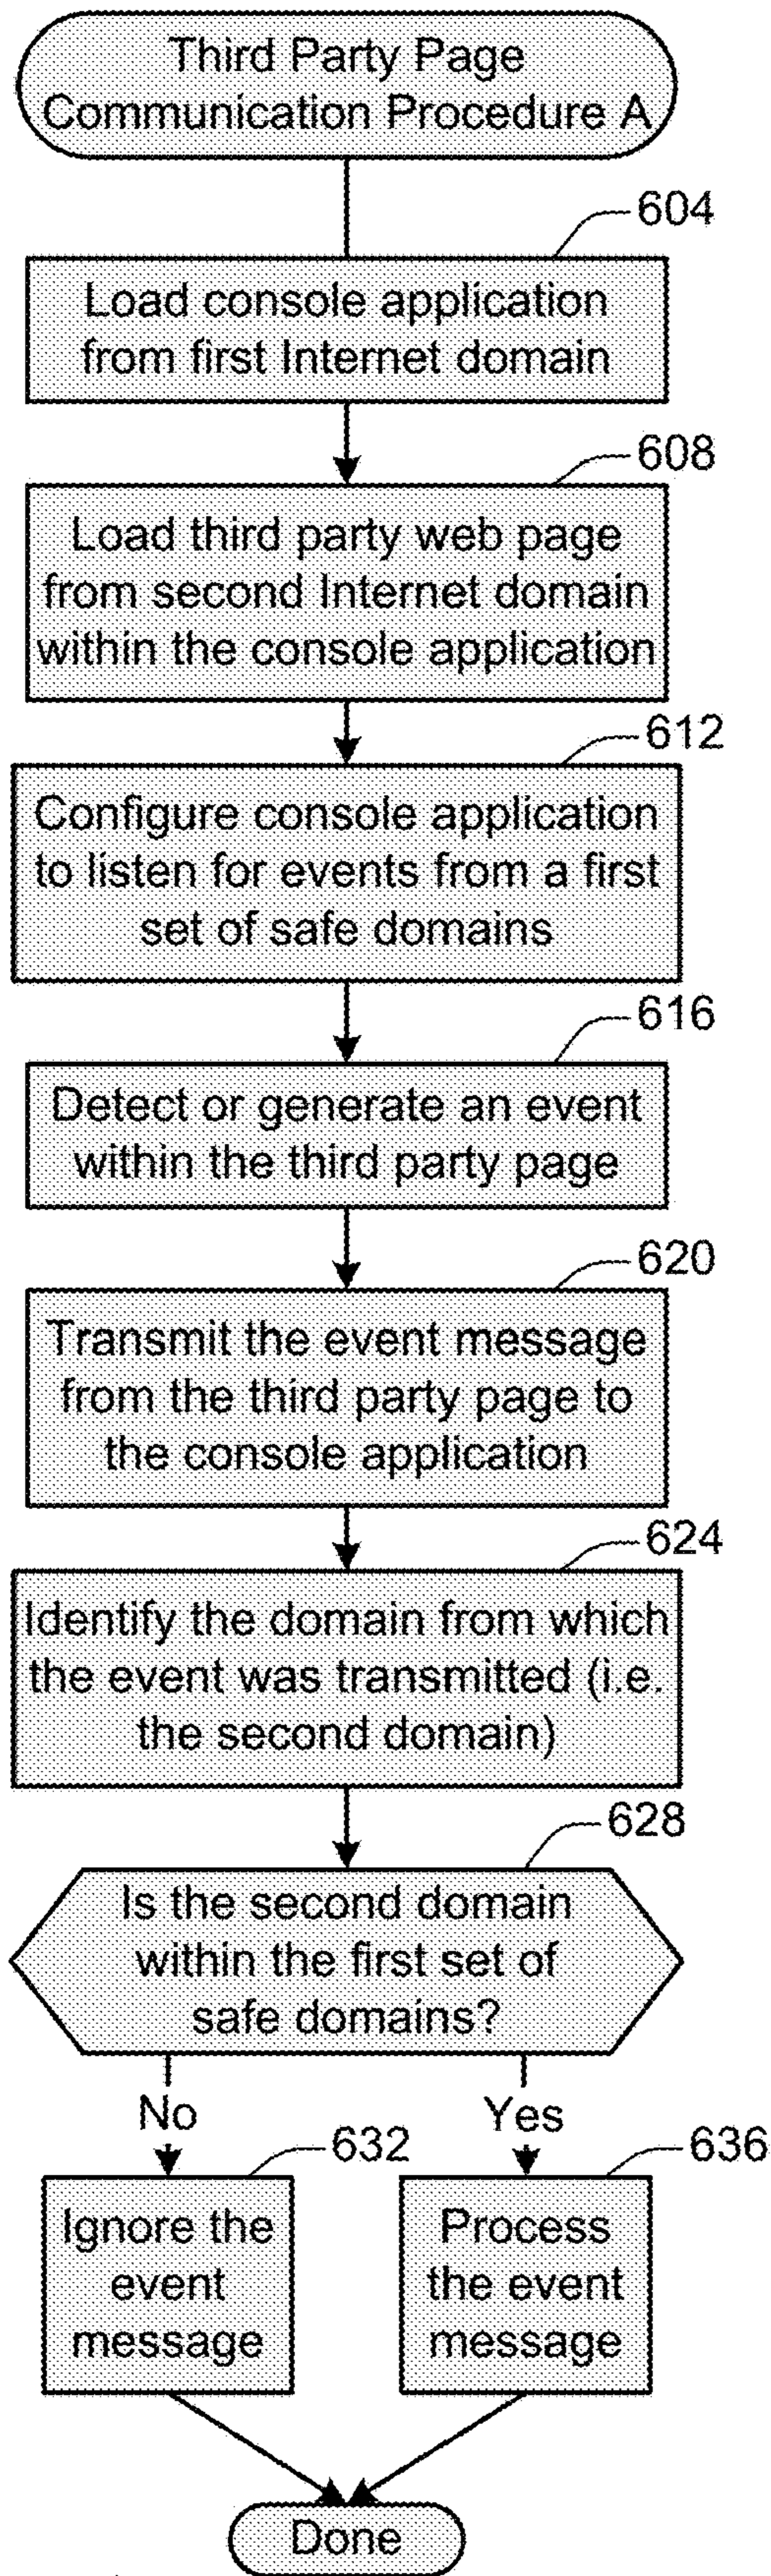 Third Party Page
Communication Procedure A
604
Load console application
from first Internet domain
608
Load third party web page
from second Internet domain
within the console application
612
Configure console application
to listen for events from a first
set of safe domains
616
Detect or generate an event
within the third party page
620
Transmit the event message
from the third party page to
the console application
624
Identify the domain from which
the event was transmitted (i.e.
the second domain)
628
Is the second domain
within the first set of
safe domains?
No
Yes
632
636
Ignore the
event
message
Process
the event
message
Done